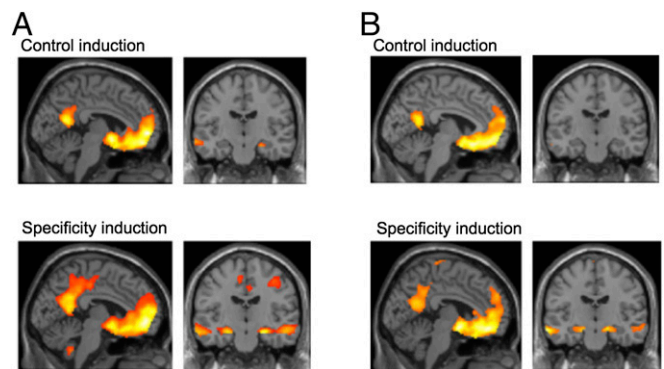 A
Control induction
Specificity induction
B
Control induction
Specificity induction